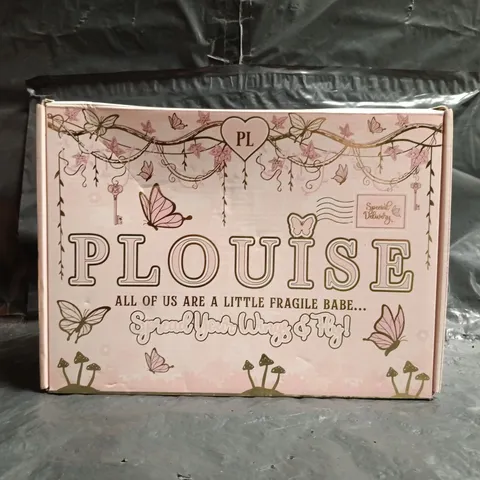 PL
Special
Delivery
PLOUISE
ALL OF US ARE A LITTLE FRAGILE BABE...
Spread Your Wings & Fly!